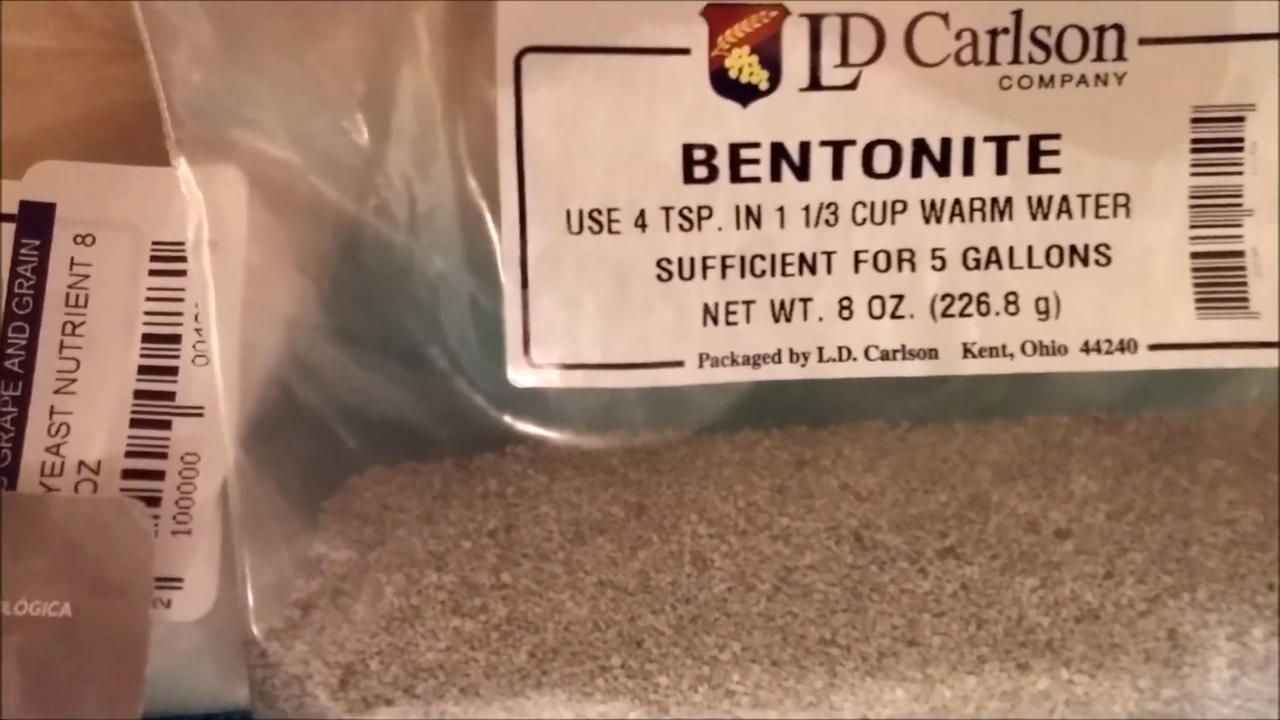 LD Carlson
COMPANY
BENTONITE
USE 4 TSP. IN 1 1/3 CUP WARM WATER
SUFFICIENT FOR 5 GALLONS
NET WT. 8 OZ. (226.8 g)
Packaged by L.D. Carlson Kent, Ohio 44240
GRAPE AND GRAIN
YEAST NUTRIENT 8
OZ
2 100000
LÓGICA